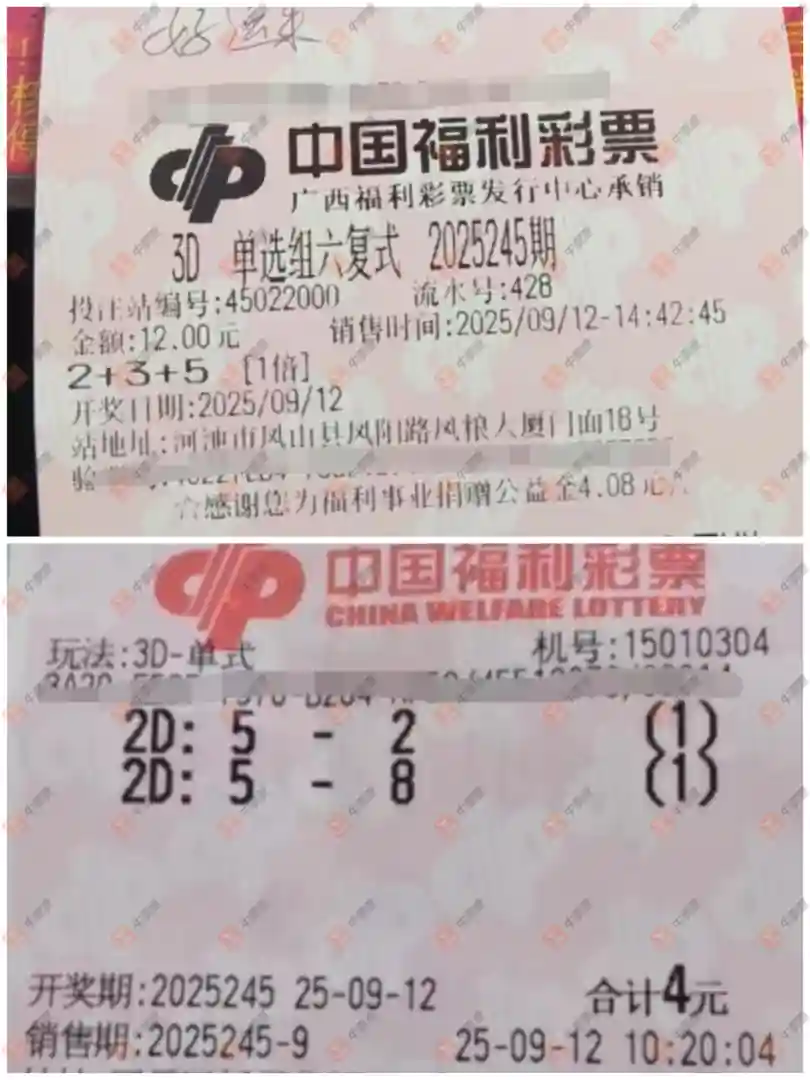 好运来
中国福利彩票
广西福利彩票发行中心承销
3D 单选组六复式 2025245期
投注站编号:45022000 流水号:428
金额:12.00元 销售时间:2025/09/12-14:42:45
2+3+5 [1倍]
开奖日期:2025/09/12
站地址:河池市凤山县凤阳路凤粮大厦门面18号
验
感谢您为福利事业捐赠公益金4.08元
中国福利彩票
CHINA WELFARE LOTTERY
玩法:3D-单式 机号:15010304
2D: 5 - 2 (1)
2D: 5 - 8 (1)
开奖期:2025245 25-09-12 合计4元
销售期:2025245-9 25-09-12 10:20:04